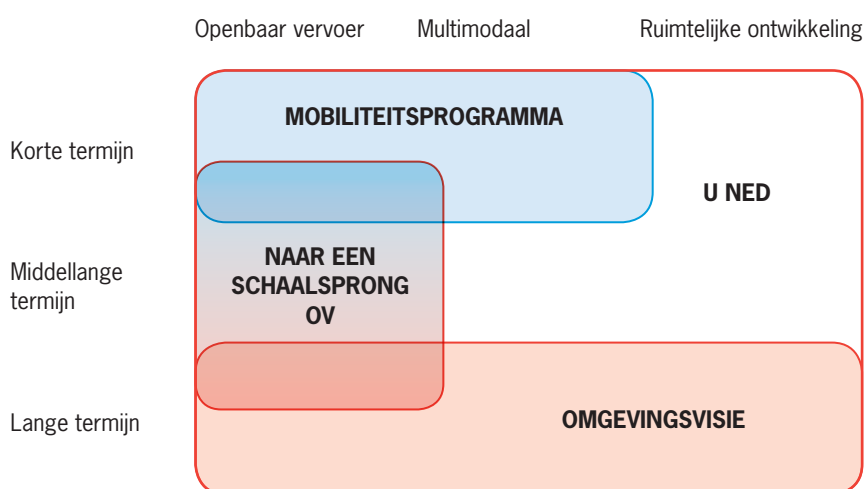 Openbaar vervoer Multimodaal Ruimtelijke ontwikkeling
MOBILITEITSPROGRAMMA
Korte termijn
U NED
NAAR EEN
SCHAALSPRONG
OV
Middellange
termijn
OMGEVINGSVISIE
Lange termijn